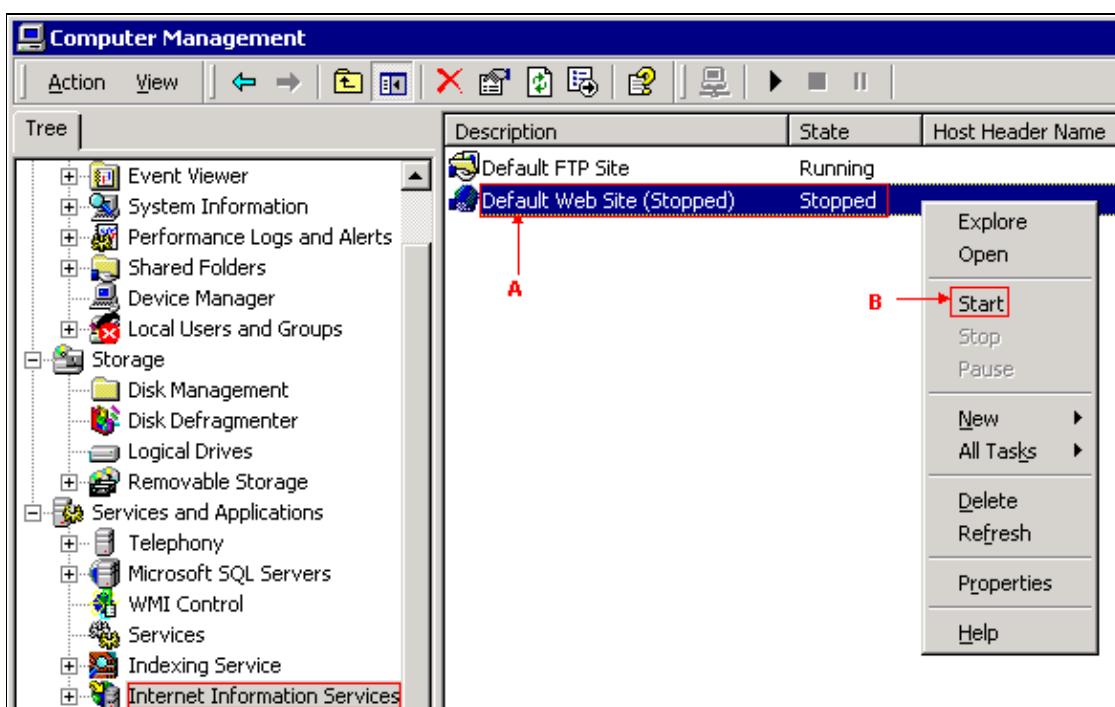 Computer Management
Action View
Tree
Event Viewer
System Information
Performance Logs and Alerts
Shared Folders
Device Manager
Local Users and Groups
Storage
Disk Management
Disk Defragmenter
Logical Drives
Removable Storage
Services and Applications
Telephony
Microsoft SQL Servers
WMI Control
Services
Indexing Service
Internet Information Services
Description State Host Header Name
Default FTP Site Running
Default Web Site (Stopped) Stopped
A
B
Explore
Open
Start
Stop
Pause
New
All Tasks
Delete
Refresh
Properties
Help